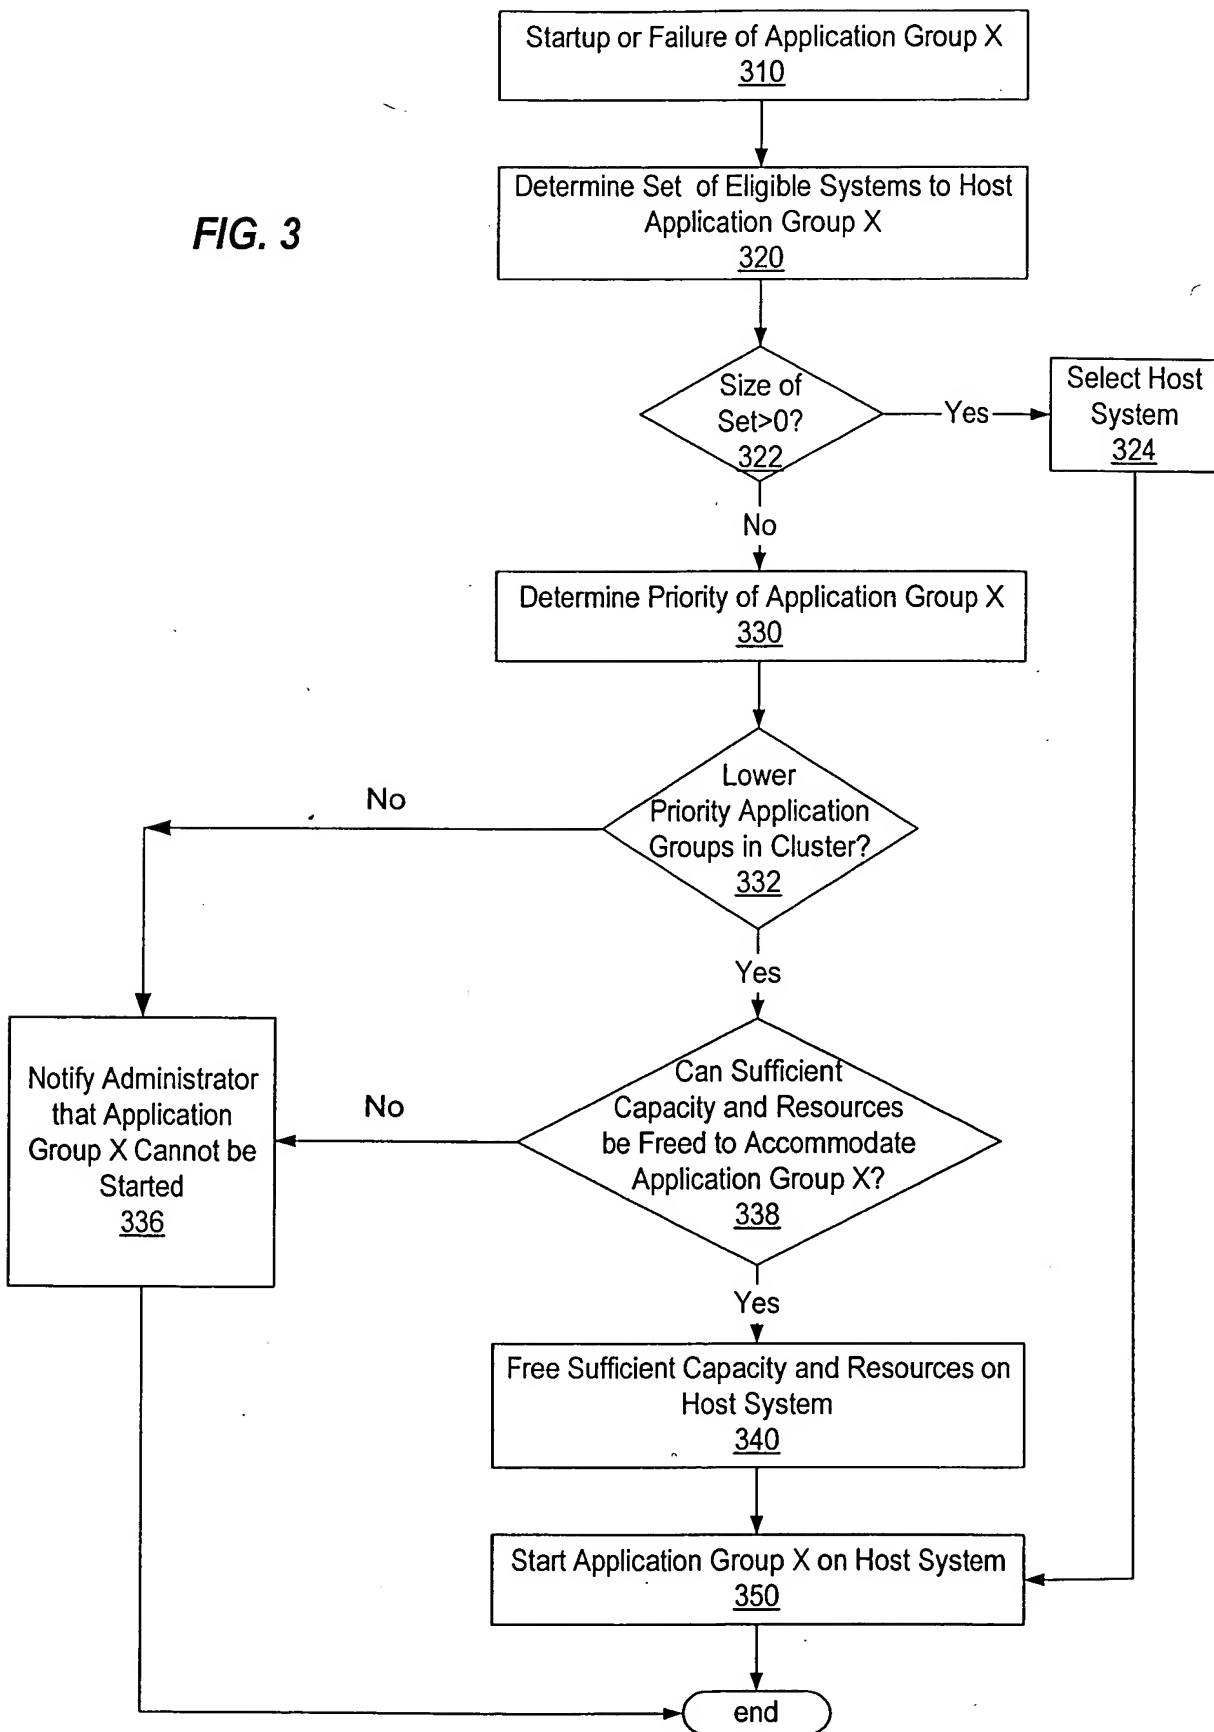 Startup or Failure of Application Group X
310
Determine Set of Eligible Systems to Host
Application Group X
320
FIG. 3
Size of
Set>0?
322
Yes
Select Host
System
324
No
Determine Priority of Application Group X
330
Lower
Priority Application
Groups in Cluster?
332
No
Yes
Can Sufficient
Capacity and Resources
be Freed to Accommodate
Application Group X?
338
No
Notify Administrator
that Application
Group X Cannot be
Started
336
Yes
Free Sufficient Capacity and Resources on
Host System
340
Start Application Group X on Host System
350
end